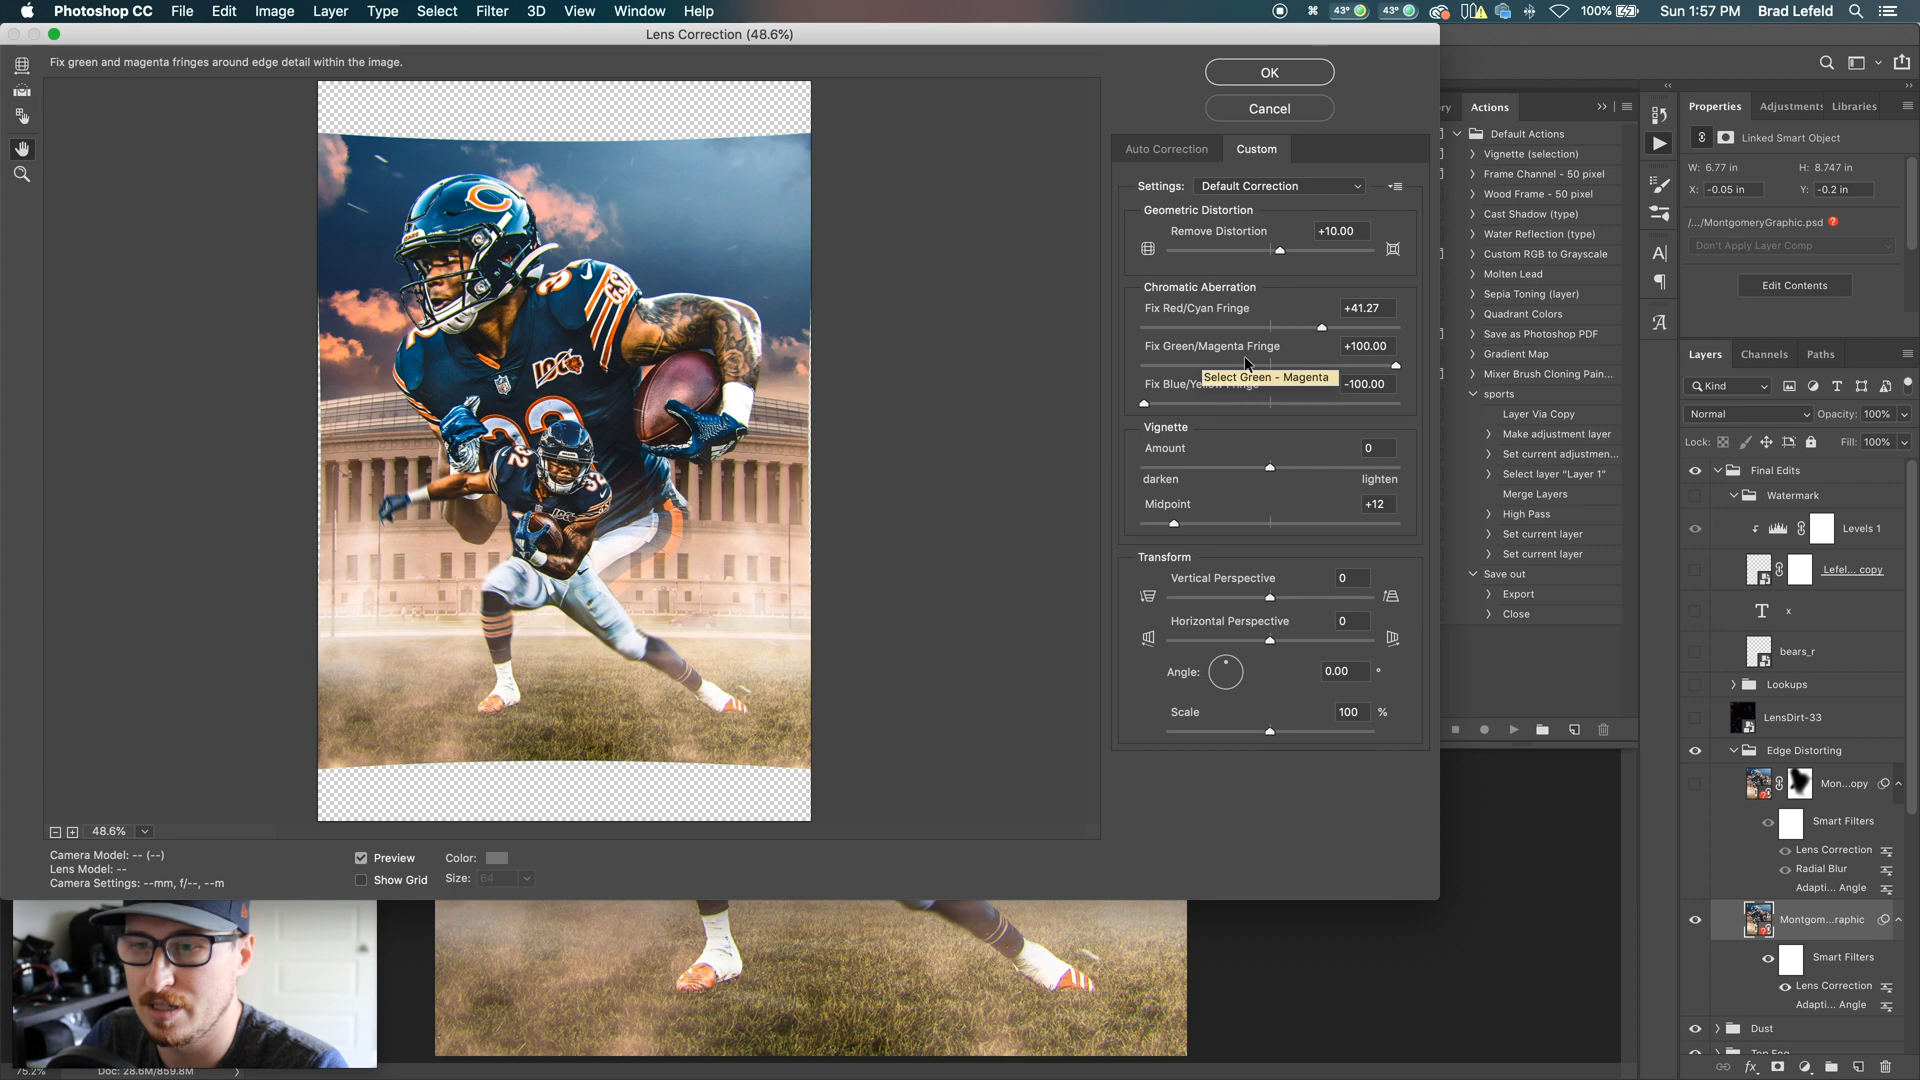 Photoshop CC File Edit Image Layer Type Select Filter 3D View Window Help 43° 43° 100% Sun 1:57 PM Brad Lefeld
Lens Correction (48.6%)
Fix green and magenta fringes around edge detail within the image.
OK
Cancel
Auto Correction Custom
Settings: Default Correction
Geometric Distortion
Remove Distortion +10.00
Chromatic Aberration
Fix Red/Cyan Fringe +41.27
Fix Green/Magenta Fringe +100.00
Select Green - Magenta
Fix Blue/Yellow Fringe -100.00
Vignette
Amount 0
darken lighten
Midpoint +12
Transform
Vertical Perspective 0
Horizontal Perspective 0
Angle: 0.00 °
Scale 100 %
C
BEARS
100
NFL
32
32
32
48.6%
Camera Model: -- (--)
Lens Model: --
Camera Settings: --mm, f/--, --m
Preview
Show Grid
Color:
Size: 64
75.2% Doc: 28.6M/859.8M
ry Actions
Default Actions
Vignette (selection)
Frame Channel - 50 pixel
Wood Frame - 50 pixel
Cast Shadow (type)
Water Reflection (type)
Custom RGB to Grayscale
Molten Lead
Sepia Toning (layer)
Quadrant Colors
Save as Photoshop PDF
Gradient Map
Mixer Brush Cloning Pain...
sports
Layer Via Copy
Make adjustment layer
Set current adjustmen...
Select layer “Layer 1”
Merge Layers
High Pass
Set current layer
Set current layer
Save out
Export
Close
Properties Adjustments Libraries
Linked Smart Object
W: 6.77 in H: 8.747 in
X: -0.05 in Y: -0.2 in
/.../MontgomeryGraphic.psd
Don't Apply Layer Comp
Edit Contents
Layers Channels Paths
Kind
Normal Opacity: 100%
Lock: Fill: 100%
Final Edits
Watermark
Levels 1
Lefel... copy
x
bears_r
Lookups
LensDirt-33
Edge Distorting
Mon...opy
Smart Filters
Lens Correction
Radial Blur
Adapti... Angle
Montgom...raphic
Smart Filters
Lens Correction
Adapti... Angle
Dust
Top Fog
fx